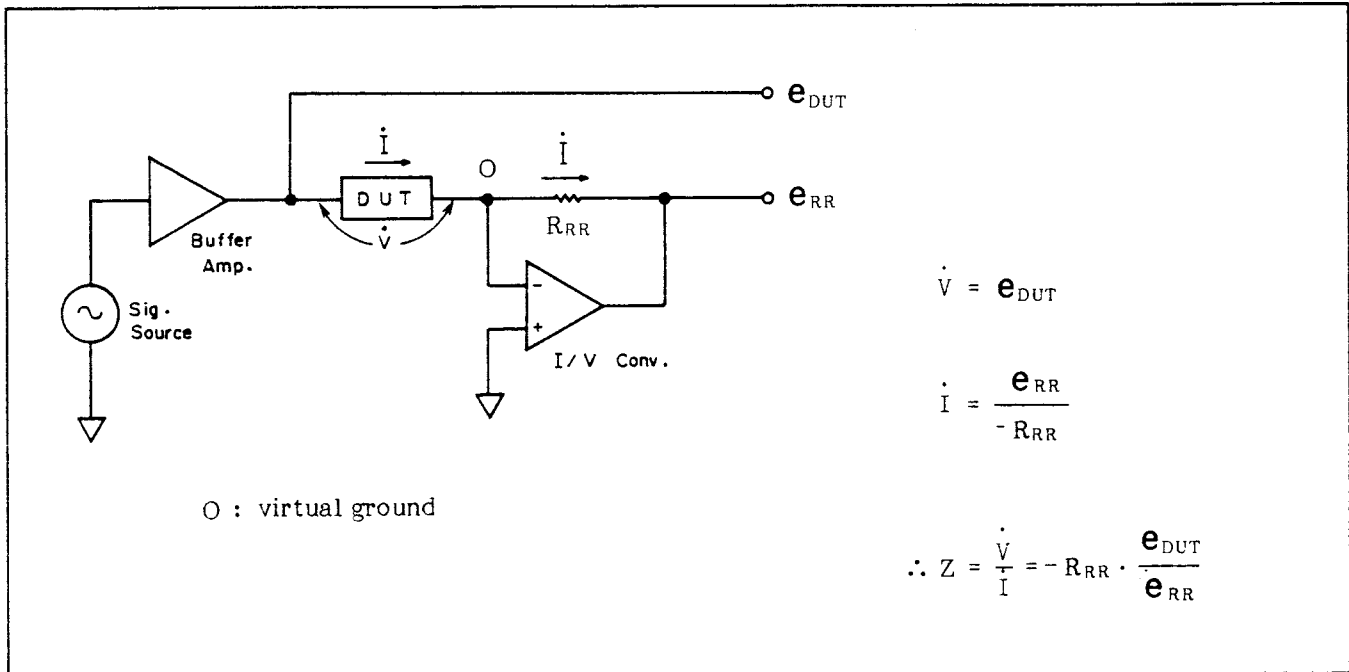 e_DUT
İ
O
İ
e_RR
DUT
V̇
R_RR
Buffer
Amp.
Sig.
Source
-
+
I/V Conv.
V̇ = e_DUT
İ = e_RR / -R_RR
O : virtual ground
∴ Z = V̇ / İ = - R_RR · e_DUT / e_RR